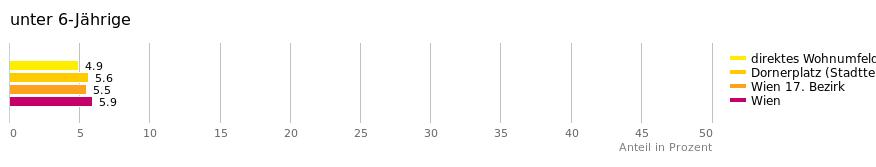 unter 6-Jährige
4.9
5.6
5.5
5.9
direktes Wohnumfeld
Dornerplatz (Stadtte
Wien 17. Bezirk
Wien
0 5 10 15 20 25 30 35 40 45 50
Anteil in Prozent